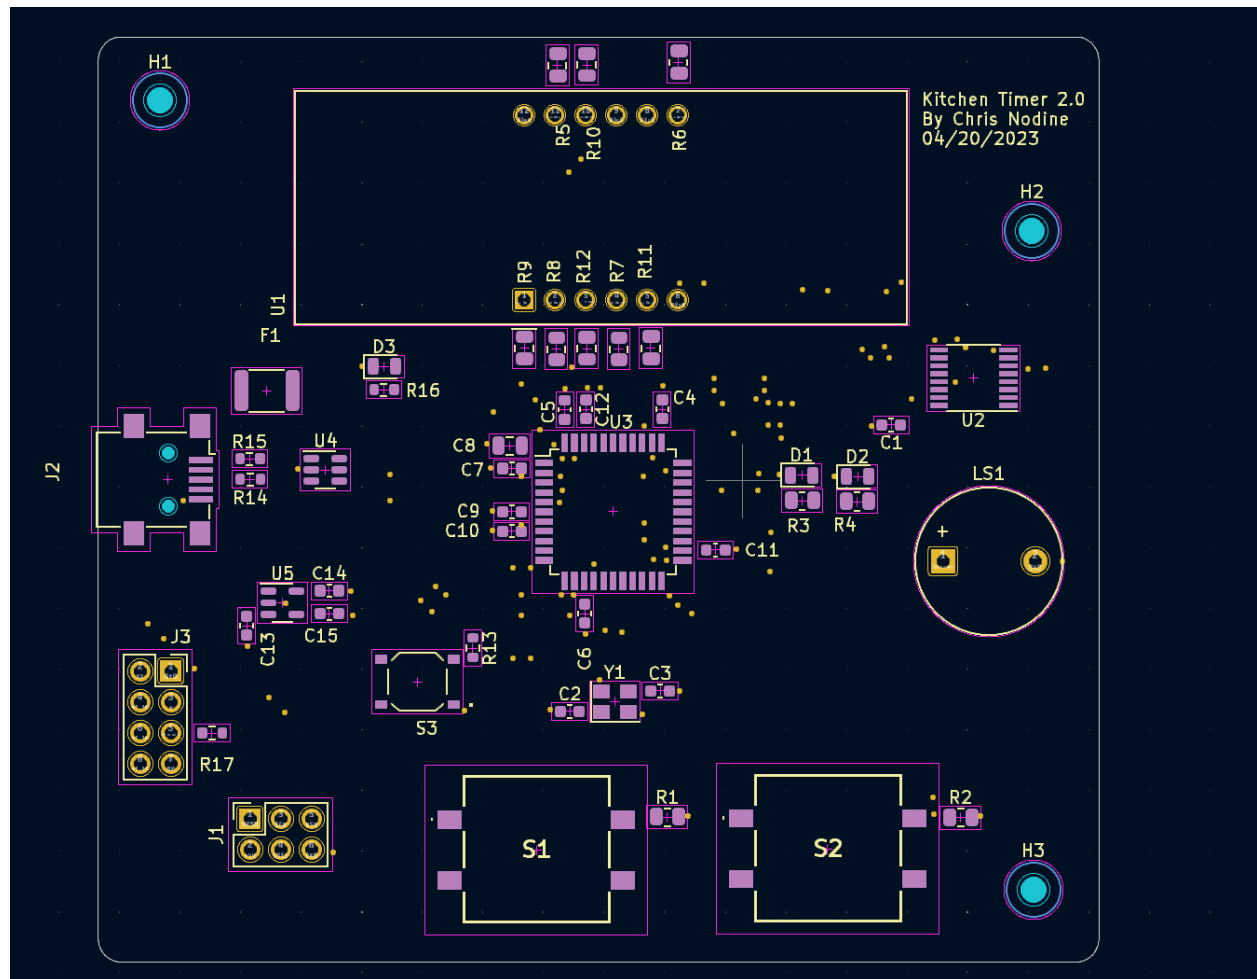 H1
Kitchen Timer 2.0
By Chris Nodine
04/20/2023
R5
R10
R6
H2
R9
R8
R12
R7
R11
U1
F1
D3
R16
C5
C12
C4
U3
U2
C1
C8
C7
R15
U4
J2
R14
D1
D2
LS1
R3
R4
+
C9
C10
C11
U5
C14
C15
C13
J3
R13
C6
Y1
C3
C2
S3
R17
J1
S1
R1
S2
R2
H3